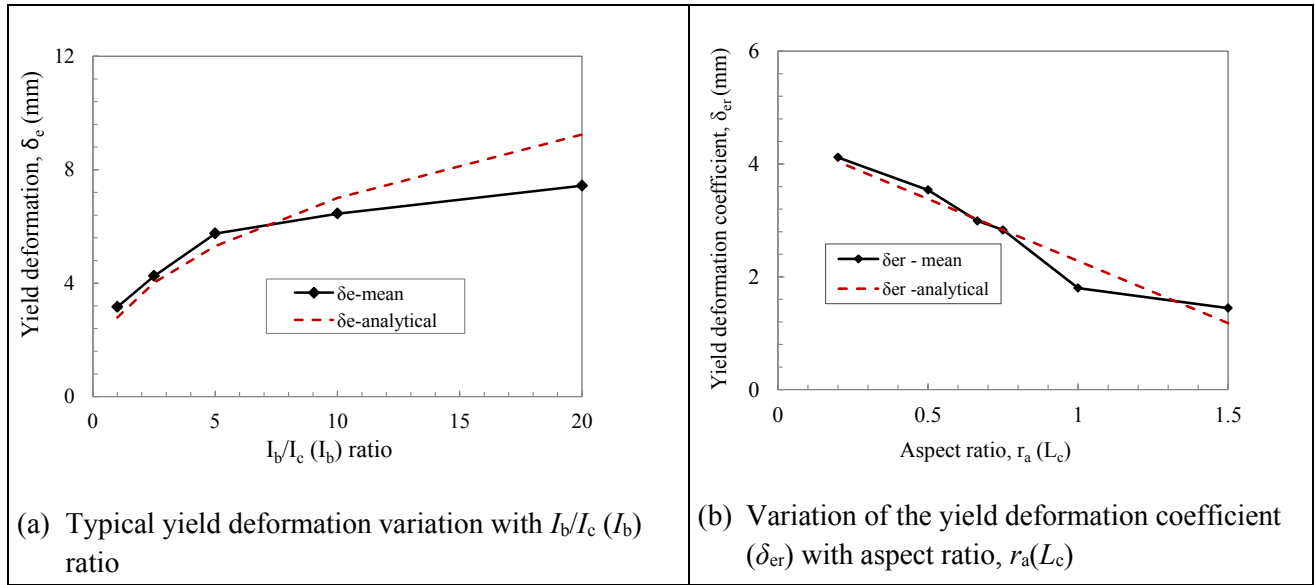 12
8
4
0
Yield deformation, δe (mm)
δe-mean
δe-analytical
0
5
10
15
20
Ib/Ic (Ib) ratio
(a) Typical yield deformation variation with Ib/Ic (Ib)
ratio
6
4
2
0
Yield deformation coefficient, δer (mm)
δer - mean
δer -analytical
0
0.5
1
1.5
Aspect ratio, ra (Lc)
(b) Variation of the yield deformation coefficient
(δer) with aspect ratio, ra(Lc)